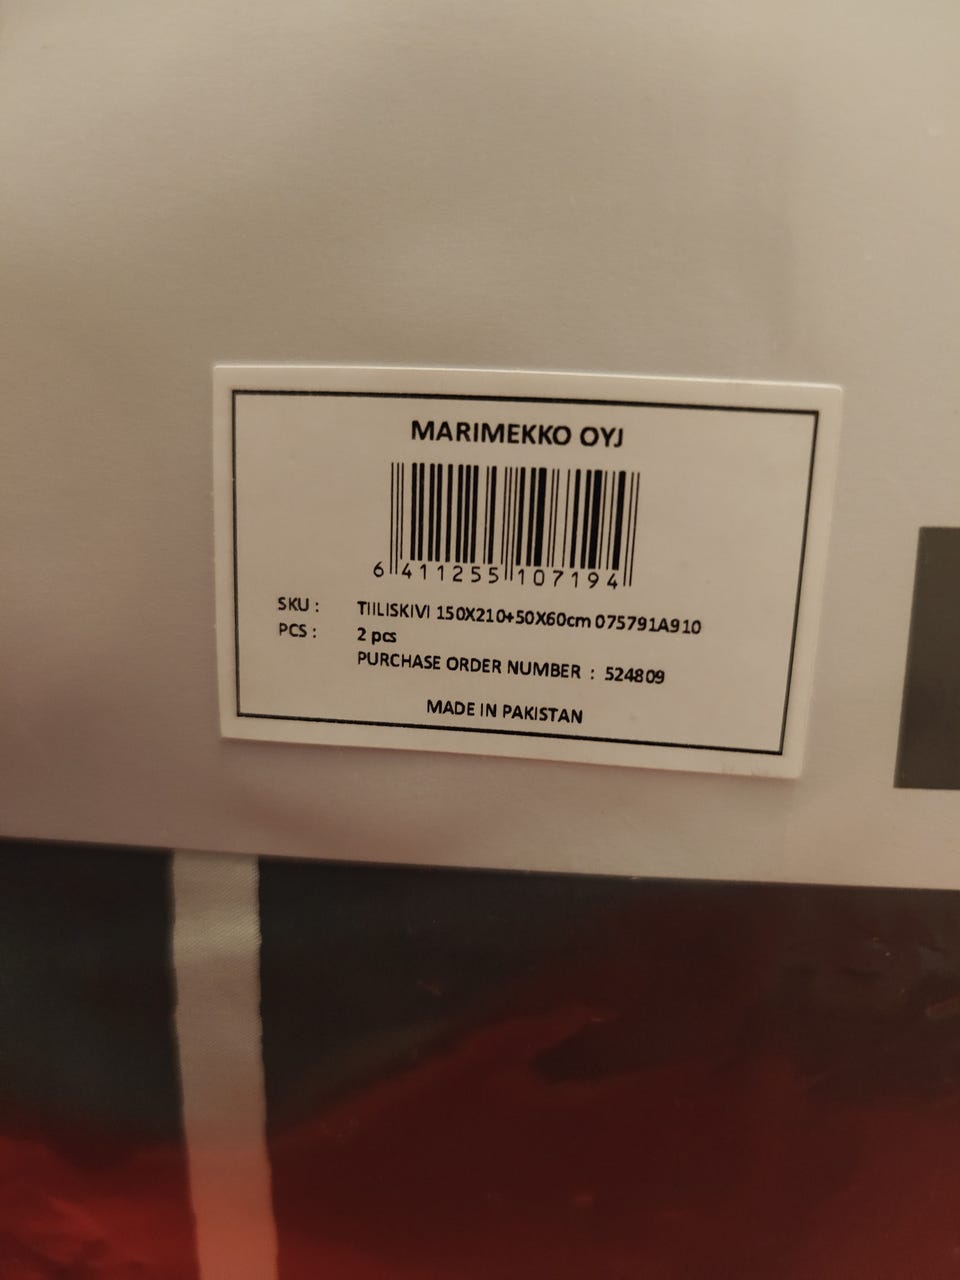 MARIMEKKO OYJ
6 411255 107194
SKU : TIILISKIVI 150X210+50X60cm 075791A910
PCS : 2 pcs
PURCHASE ORDER NUMBER : 524809
MADE IN PAKISTAN